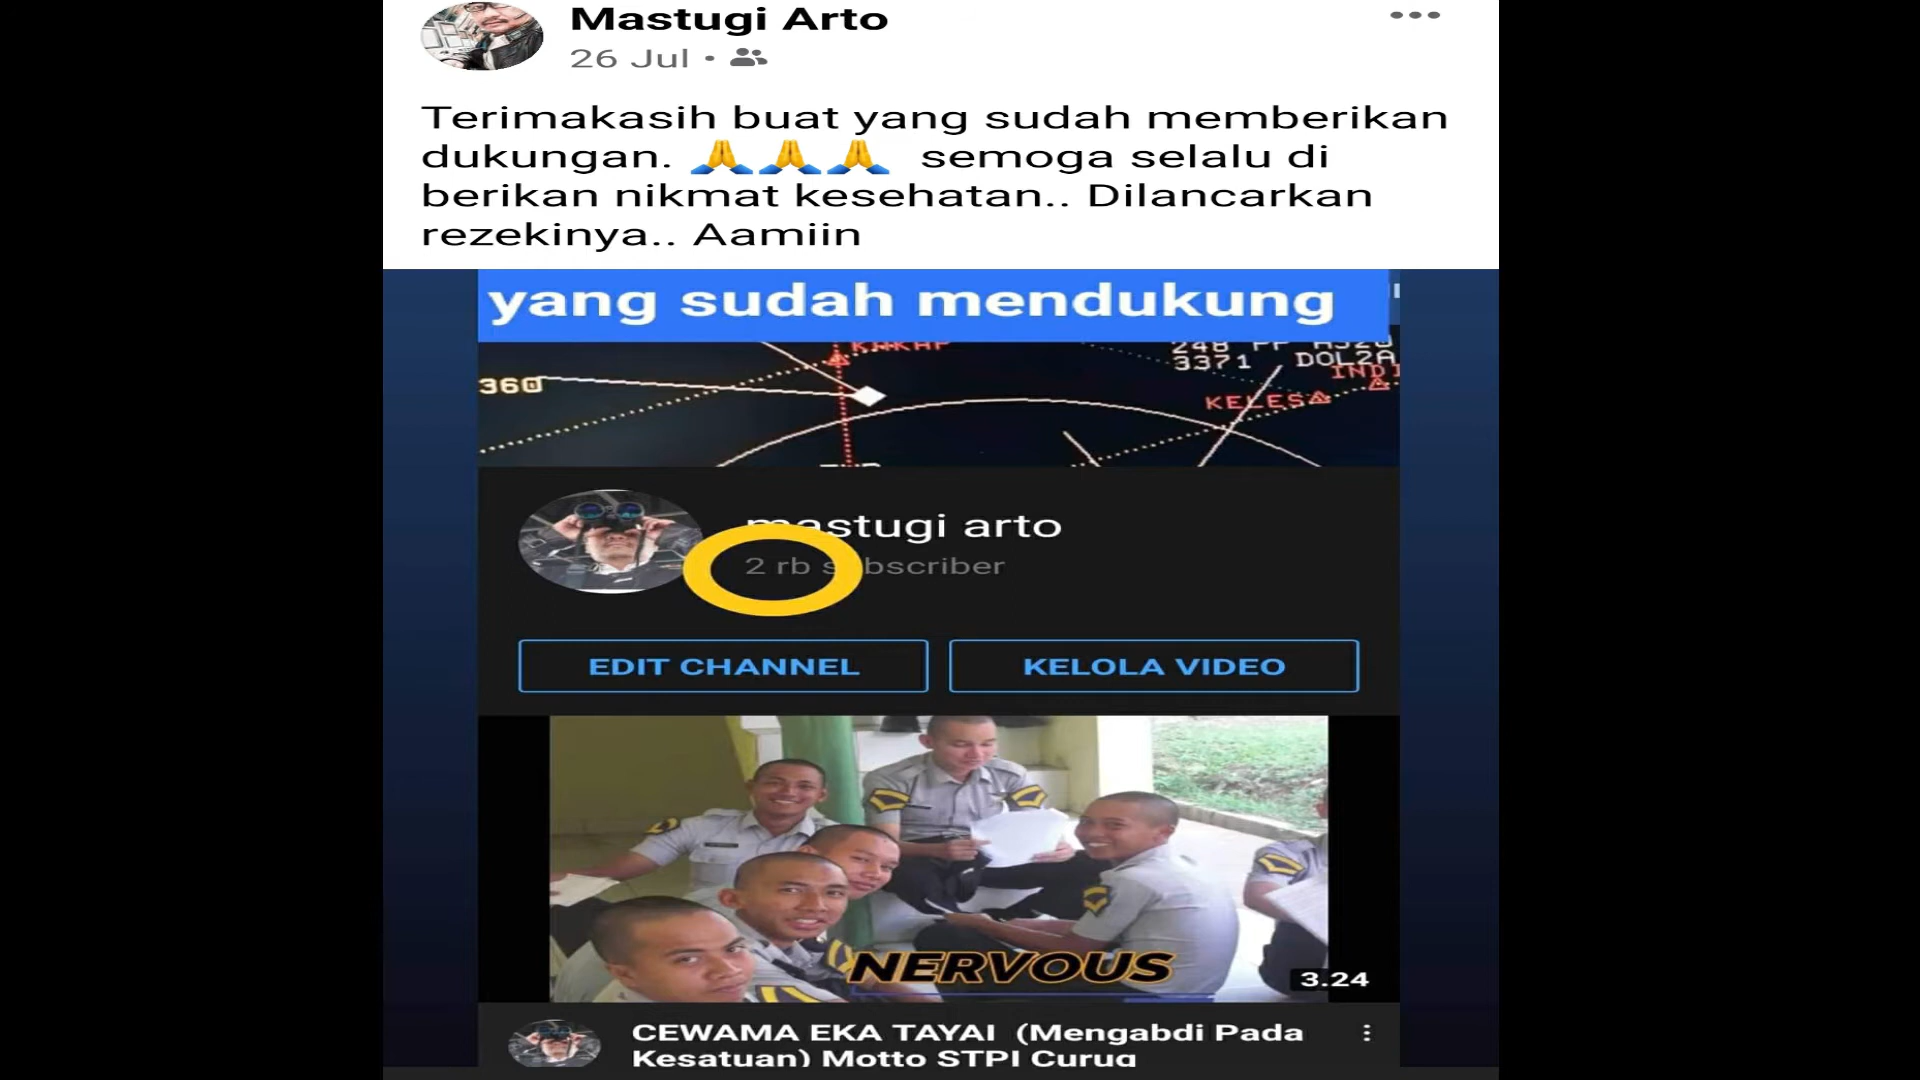 Mastugi Arto
26 Jul
Terimakasih buat yang sudah memberikan
dukungan. 🙏🙏🙏 semoga selalu di
berikan nikmat kesehatan.. Dilancarkan
rezekinya.. Aamiin
yang sudah mendukung
3371 DOL2A
360
KELES
mastugi arto
2 rb subscriber
EDIT CHANNEL
KELOLA VIDEO
NERVOUS
3.24
CEWAMA EKA TAYAI (Mengabdi Pada
Kesatuan) Motto STPI Curug